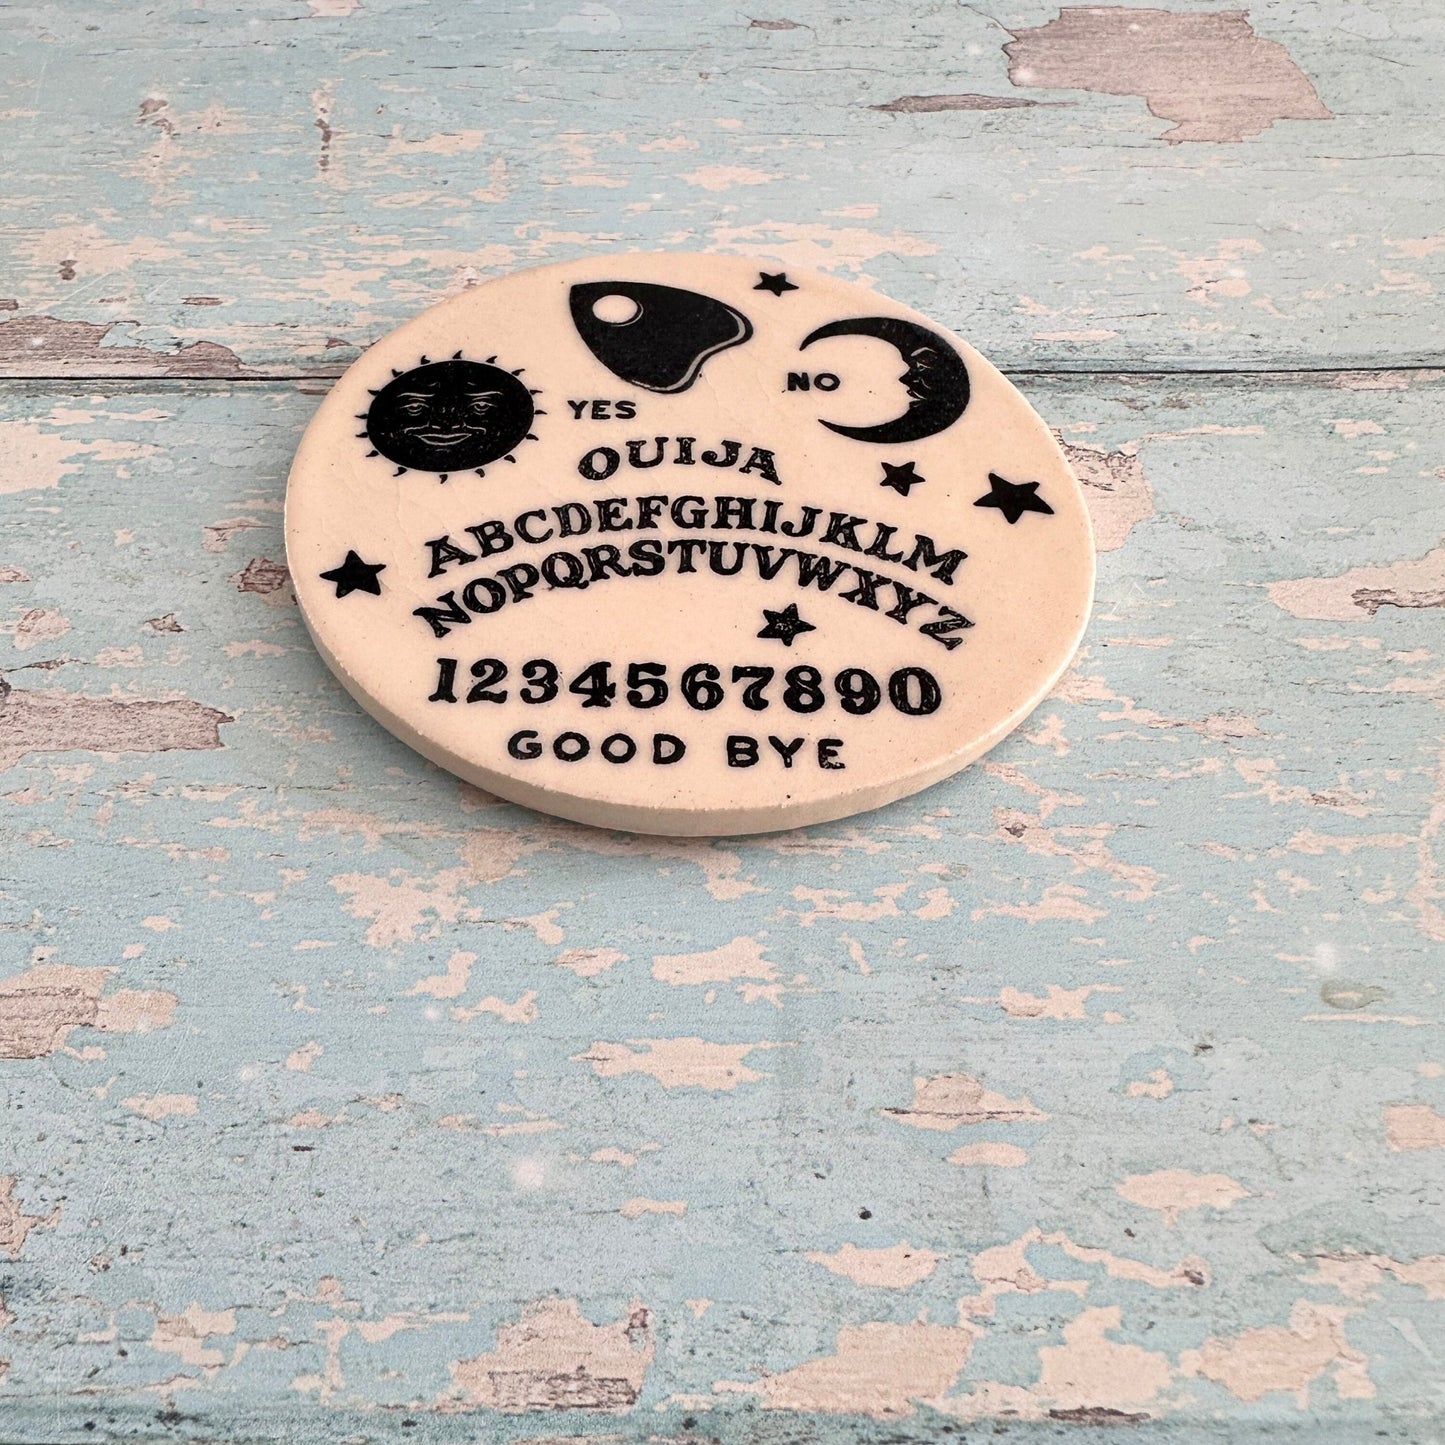 YES NO
OUIJA
ABCDEFGHIJKLM
NOPQRSTUVWXYZ
1234567890
GOOD BYE